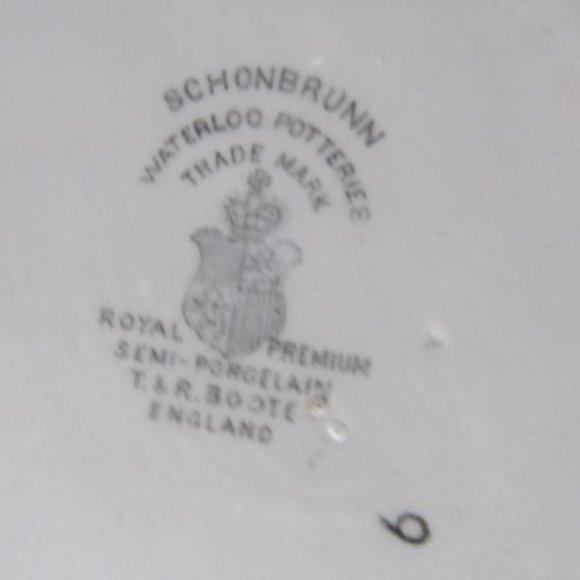 SCHONBRUNN
WATERLOO POTTERIES
TRADE MARK
ROYAL PREMIUM
SEMI-PORCELAIN
T. & R. BOOTE
ENGLAND
6